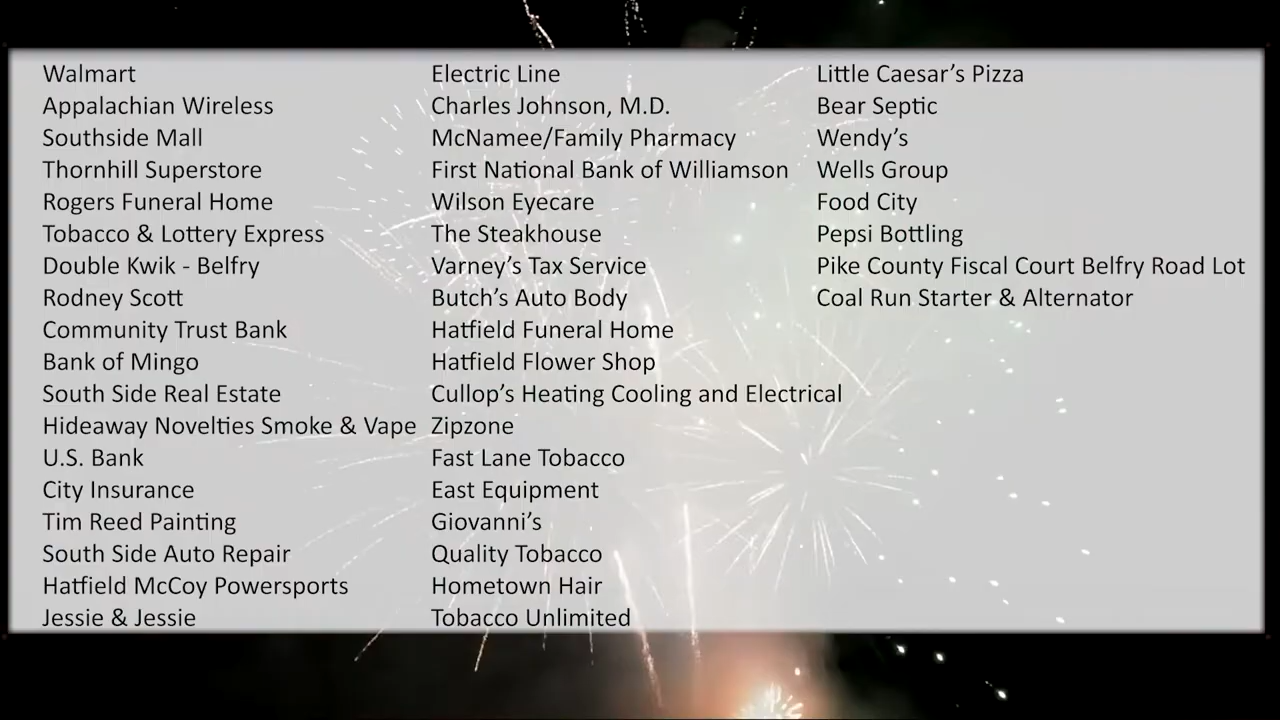 Walmart
Appalachian Wireless
Southside Mall
Thornhill Superstore
Rogers Funeral Home
Tobacco & Lottery Express
Double Kwik - Belfry
Rodney Scott
Community Trust Bank
Bank of Mingo
South Side Real Estate
Hideaway Novelties Smoke & Vape
U.S. Bank
City Insurance
Tim Reed Painting
South Side Auto Repair
Hatfield McCoy Powersports
Jessie & Jessie
Electric Line
Charles Johnson, M.D.
McNamee/Family Pharmacy
First National Bank of Williamson
Wilson Eyecare
The Steakhouse
Varney’s Tax Service
Butch’s Auto Body
Hatfield Funeral Home
Hatfield Flower Shop
Cullop’s Heating Cooling and Electrical
Zipzone
Fast Lane Tobacco
East Equipment
Giovanni’s
Quality Tobacco
Hometown Hair
Tobacco Unlimited
Little Caesar’s Pizza
Bear Septic
Wendy’s
Wells Group
Food City
Pepsi Bottling
Pike County Fiscal Court Belfry Road Lot
Coal Run Starter & Alternator